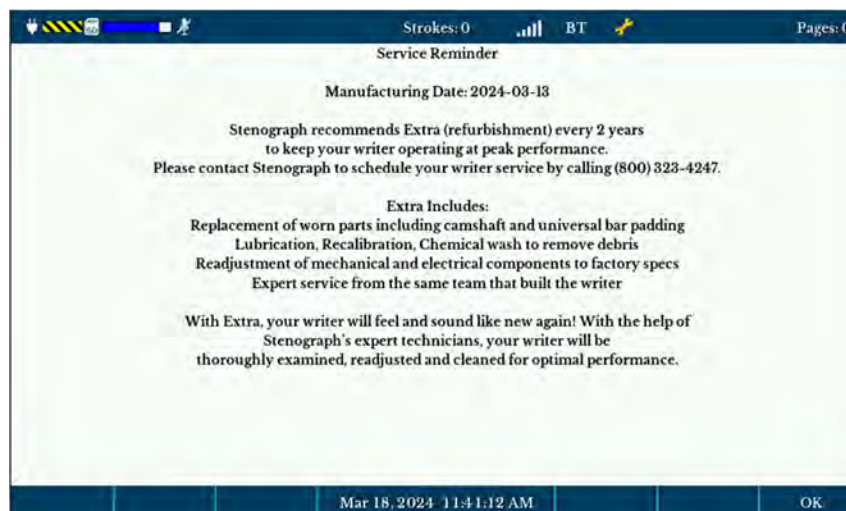 Strokes: 0 BT Pages: 0
Service Reminder
Manufacturing Date: 2024-03-13
Stenograph recommends Extra (refurbishment) every 2 years
to keep your writer operating at peak performance.
Please contact Stenograph to schedule your writer service by calling (800) 323-4247.
Extra Includes:
Replacement of worn parts including camshaft and universal bar padding
Lubrication, Recalibration, Chemical wash to remove debris
Readjustment of mechanical and electrical components to factory specs
Expert service from the same team that built the writer
With Extra, your writer will feel and sound like new again! With the help of
Stenograph's expert technicians, your writer will be
thoroughly examined, readjusted and cleaned for optimal performance.
Mar 18, 2024 11:41:12 AM OK